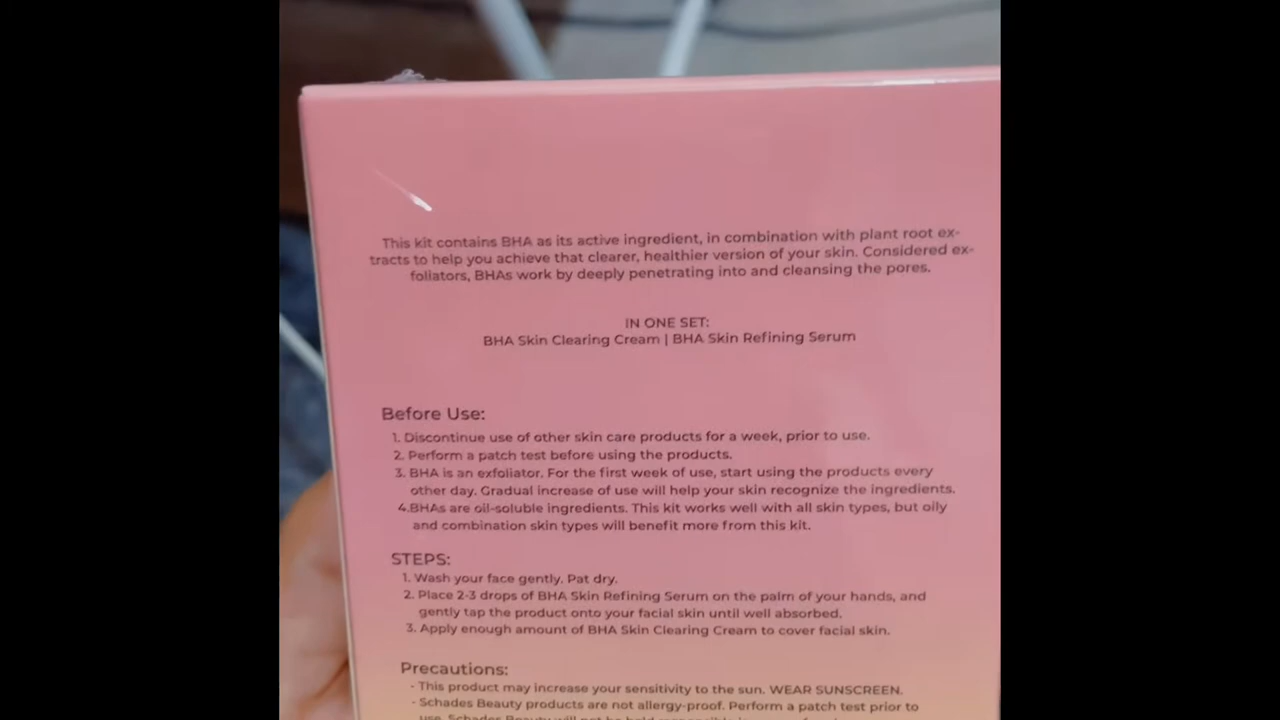 This kit contains BHA as its active ingredient, in combination with plant root ex-
tracts to help you achieve that clearer, healthier version of your skin. Considered ex-
foliators, BHAs work by deeply penetrating into and cleansing the pores.
IN ONE SET:
BHA Skin Clearing Cream | BHA Skin Refining Serum
Before Use:
1. Discontinue use of other skin care products for a week, prior to use.
2. Perform a patch test before using the products.
3. BHA is an exfoliator. For the first week of use, start using the products every
other day. Gradual increase of use will help your skin recognize the ingredients.
4.BHAs are oil-soluble ingredients. This kit works well with all skin types, but oily
and combination skin types will benefit more from this kit.
STEPS:
1. Wash your face gently. Pat dry.
2. Place 2-3 drops of BHA Skin Refining Serum on the palm of your hands, and
gently tap the product onto your facial skin until well absorbed.
3. Apply enough amount of BHA Skin Clearing Cream to cover facial skin.
Precautions:
- This product may increase your sensitivity to the sun. WEAR SUNSCREEN.
- Schades Beauty products are not allergy-proof. Perform a patch test prior to
use. Schades Beauty will not be held